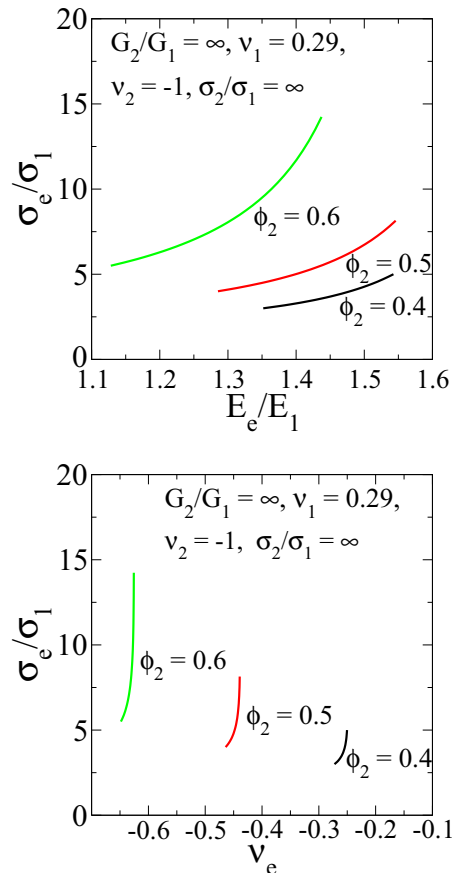 G₂/G₁ = ∞, ν₁ = 0.29,
ν₂ = -1, σ₂/σ₁ = ∞
20
15
10
5
0
σₑ/σ₁
ϕ₂ = 0.6
ϕ₂ = 0.5
ϕ₂ = 0.4
1.1 1.2 1.3 1.4 1.5 1.6
Eₑ/E₁
G₂/G₁ = ∞, ν₁ = 0.29,
ν₂ = -1, σ₂/σ₁ = ∞
20
15
10
5
0
σₑ/σ₁
ϕ₂ = 0.6
ϕ₂ = 0.5
ϕ₂ = 0.4
-0.6 -0.5 -0.4 -0.3 -0.2 -0.1
νₑ